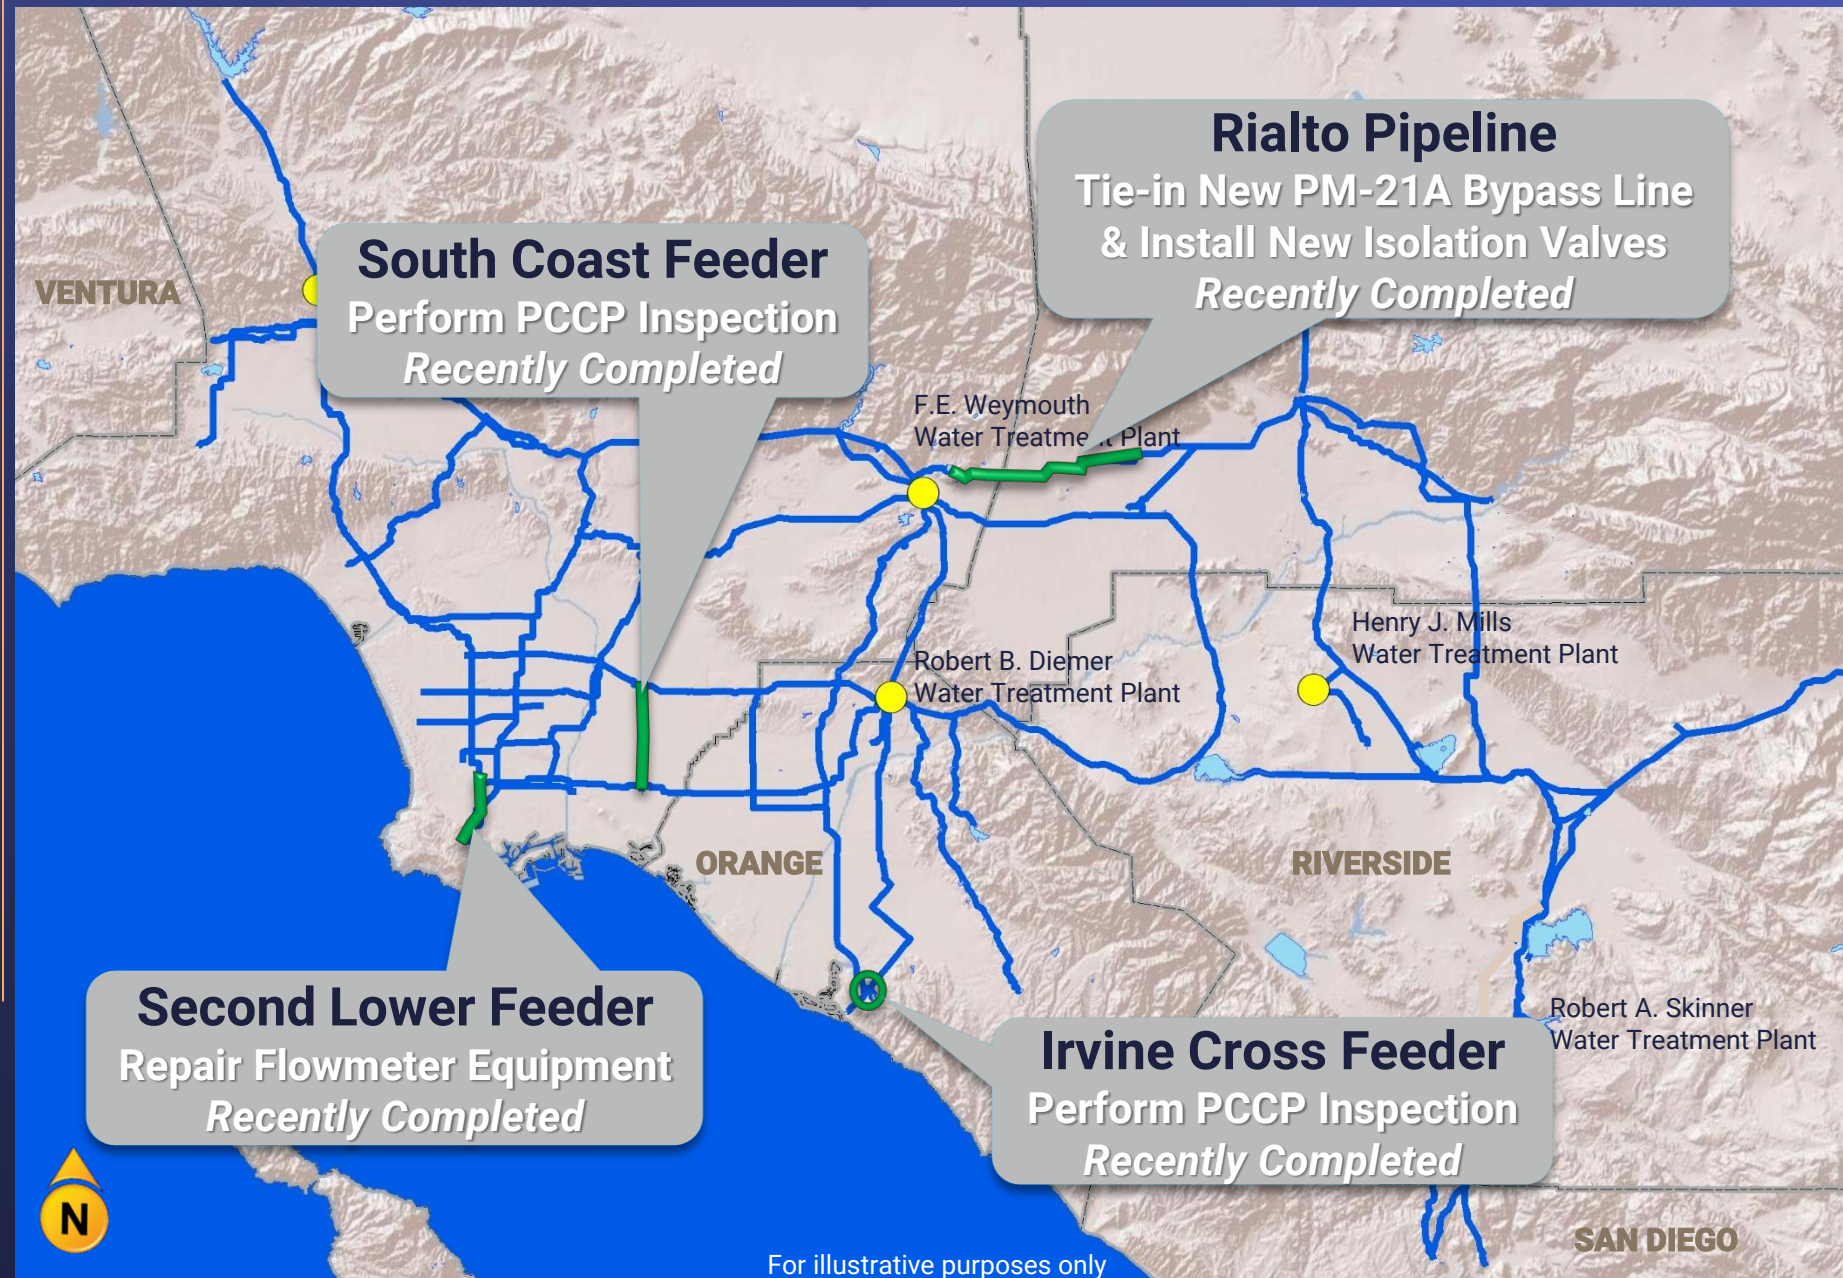 Rialto Pipeline
Tie-in New PM-21A Bypass Line
& Install New Isolation Valves
Recently Completed
South Coast Feeder
Perform PCCP Inspection
Recently Completed
VENTURA
F.E. Weymouth
Water Treatment Plant
Henry J. Mills
Water Treatment Plant
Robert B. Diemer
Water Treatment Plant
ORANGE
RIVERSIDE
Second Lower Feeder
Repair Flowmeter Equipment
Recently Completed
Robert A. Skinner
Water Treatment Plant
Irvine Cross Feeder
Perform PCCP Inspection
Recently Completed
N
SAN DIEGO
For illustrative purposes only